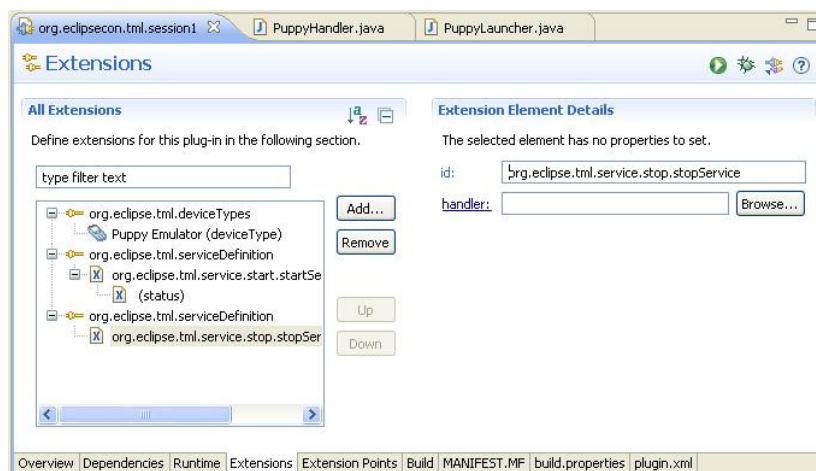 org.eclipsecon.tml.session1 PuppyHandler.java PuppyLauncher.java
Extensions
All Extensions
Define extensions for this plug-in in the following section.
type filter text
org.eclipse.tml.deviceTypes
Puppy Emulator (deviceType)
org.eclipse.tml.serviceDefinition
org.eclipse.tml.service.start.startSe
(status)
org.eclipse.tml.serviceDefinition
org.eclipse.tml.service.stop.stopSer
Add...
Remove
Up
Down
Extension Element Details
The selected element has no properties to set.
id: org.eclipse.tml.service.stop.stopService
handler: Browse...
Overview Dependencies Runtime Extensions Extension Points Build MANIFEST.MF build.properties plugin.xml